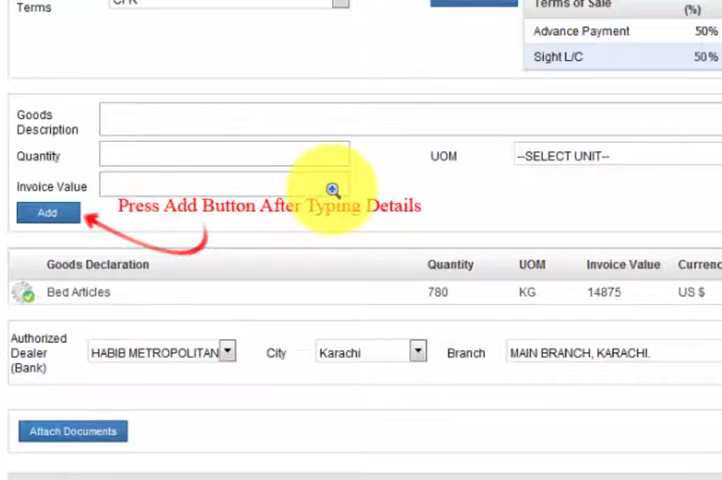 Terms
CFR
Terms of Sale
(%)
Advance Payment 50%
Sight L/C 50%
Goods
Description
Quantity
UOM --SELECT UNIT--
Invoice Value
Press Add Button After Typing Details
Add
Goods Declaration Quantity UOM Invoice Value Currenc
Bed Articles 780 KG 14875 US $
Authorized
Dealer
(Bank)
HABIB METROPOLITAN City Karachi Branch MAIN BRANCH, KARACHI.
Attach Documents